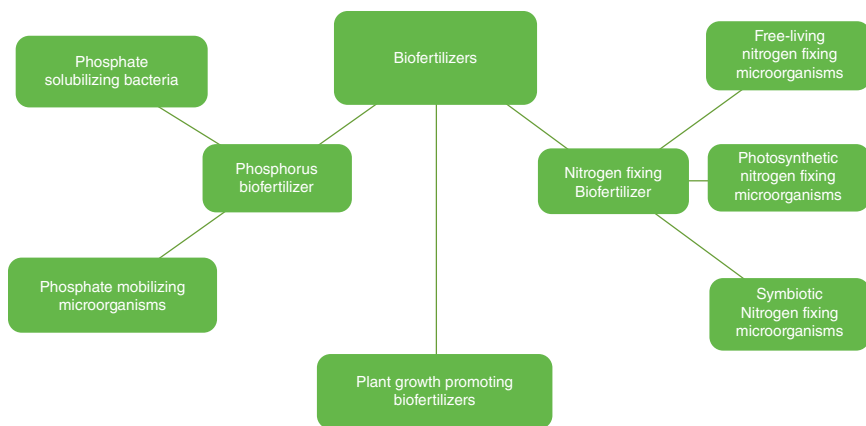 Biofertilizers
Phosphate
solubilizing bacteria
Free-living
nitrogen fixing
microorganisms
Phosphorus
biofertilizer
Nitrogen fixing
Biofertilizer
Photosynthetic
nitrogen fixing
microorganisms
Phosphate mobilizing
microorganisms
Symbiotic
Nitrogen fixing
microorganisms
Plant growth promoting
biofertilizers